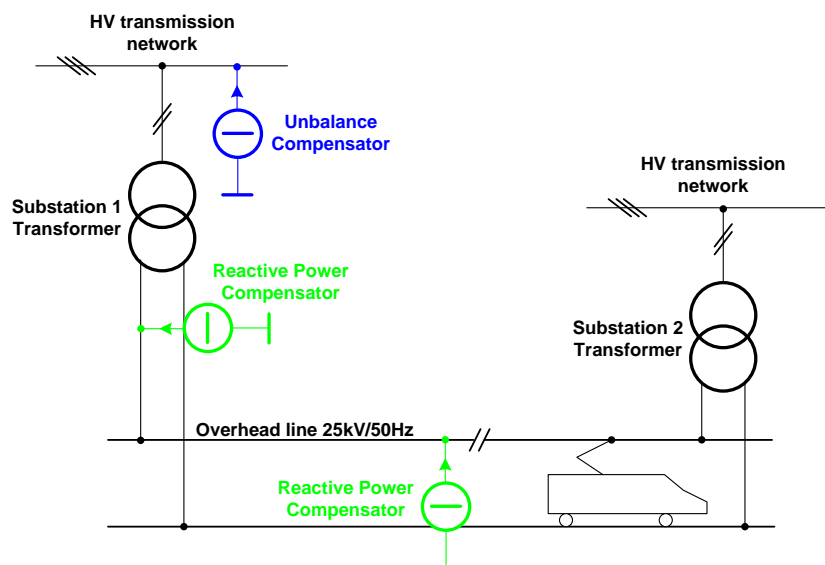 HV transmission
network
Unbalance
Compensator
HV transmission
network
Substation 1
Transformer
Reactive Power
Compensator
Substation 2
Transformer
Overhead line 25kV/50Hz
Reactive Power
Compensator